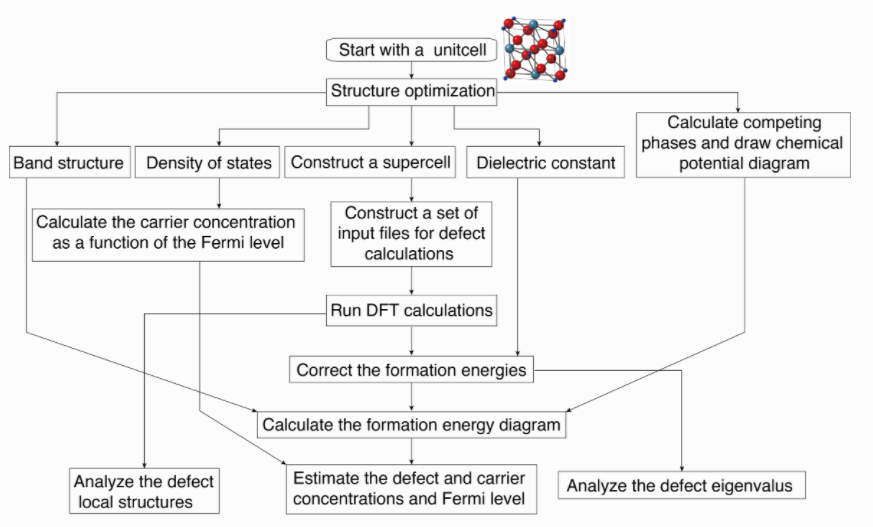 Start with a unitcell
Structure optimization
Calculate competing
phases and draw chemical
potential diagram
Band structure
Density of states
Construct a supercell
Dielectric constant
Calculate the carrier concentration
as a function of the Fermi level
Construct a set of
input files for defect
calculations
Run DFT calculations
Correct the formation energies
Calculate the formation energy diagram
Analyze the defect
local structures
Estimate the defect and carrier
concentrations and Fermi level
Analyze the defect eigenvalus